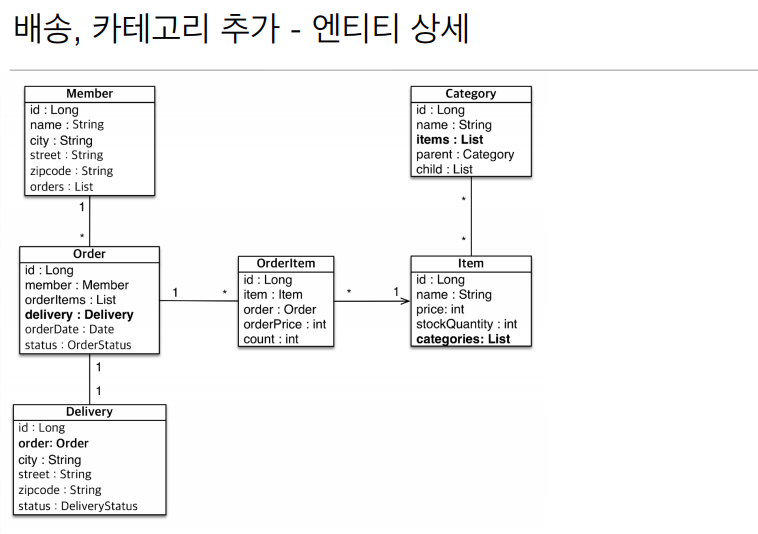 배송, 카테고리 추가 - 엔티티 상세
Member
id : Long
name : String
city : String
street : String
zipcode : String
orders : List
1
*
Order
id : Long
member : Member
orderItems : List
delivery : Delivery
orderDate : Date
status : OrderStatus
1
*
OrderItem
id : Long
item : Item
order : Order
orderPrice : int
count : int
*
1
Category
id : Long
name : String
items : List
parent : Category
child : List
*
*
Item
id : Long
name : String
price: int
stockQuantity : int
categories: List
1
1
Delivery
id : Long
order: Order
city : String
street : String
zipcode : String
status : DeliveryStatus